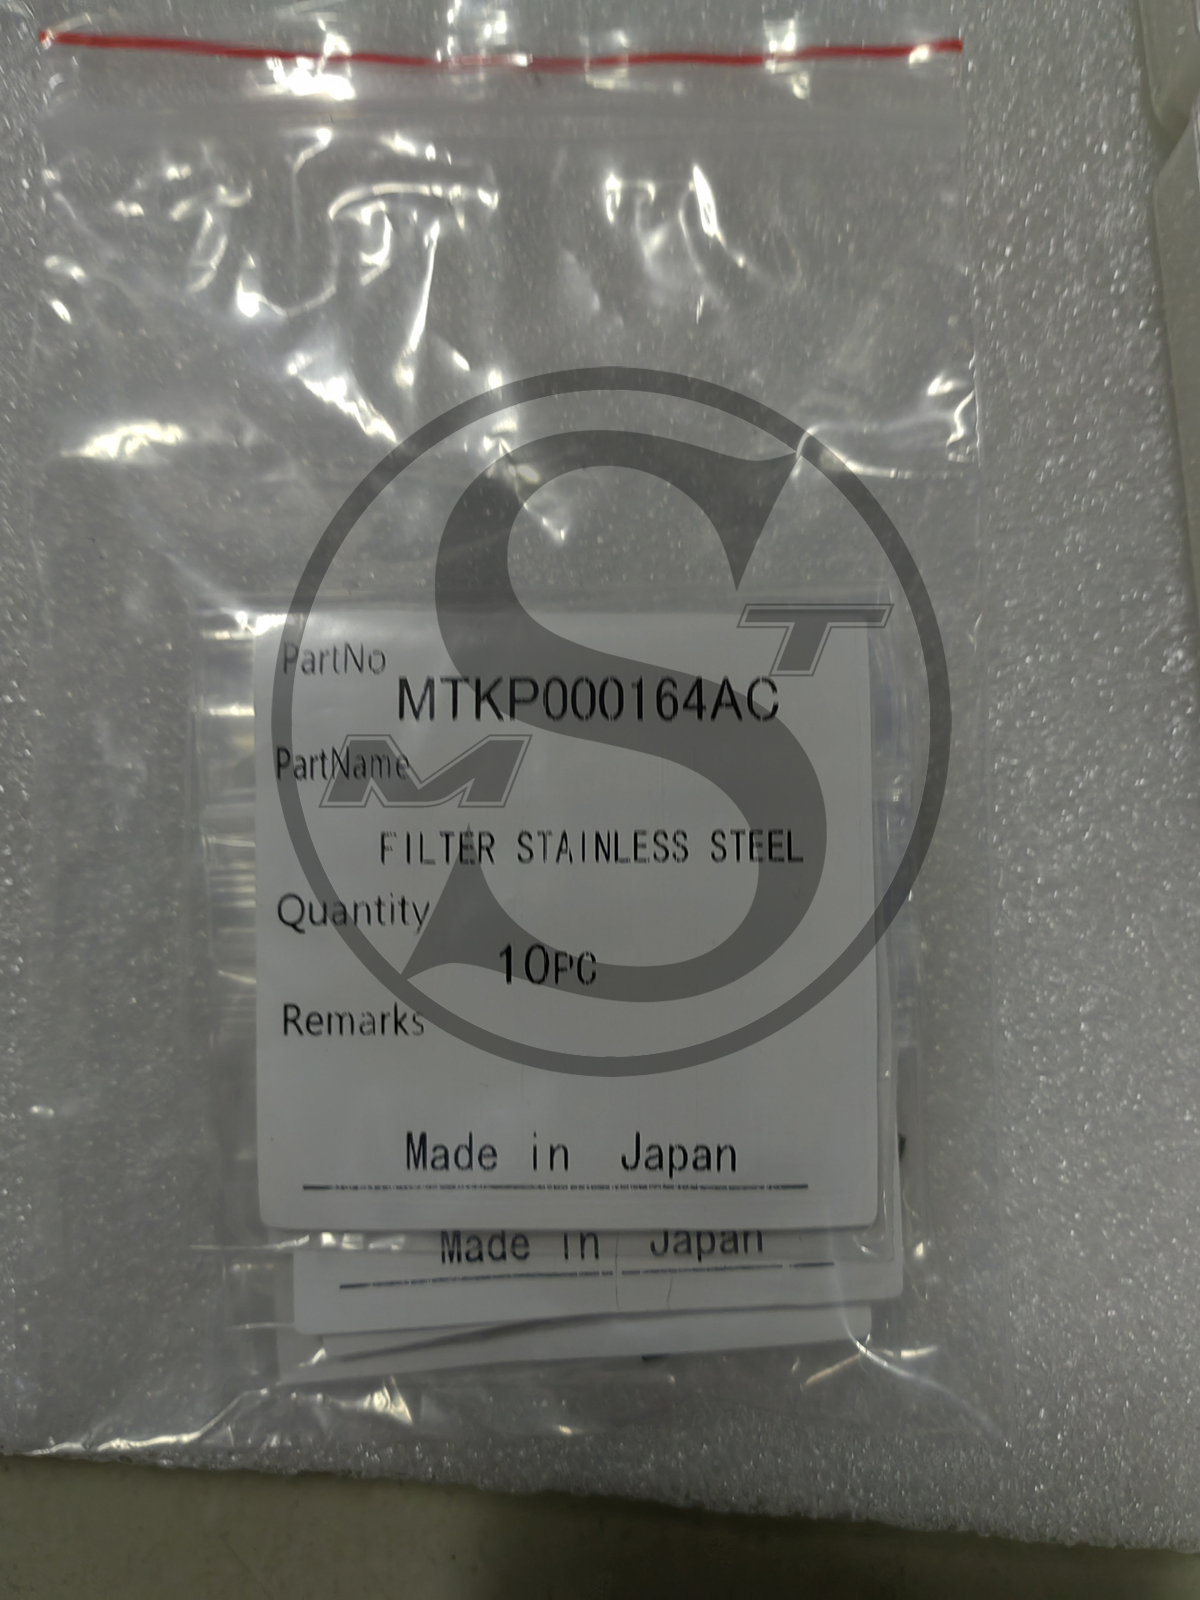 PartNo
MTKP000164AC
PartName
FILTER STAINLESS STEEL
Quantity
10PC
Remarks
Made in Japan
Made in Japan
M S T